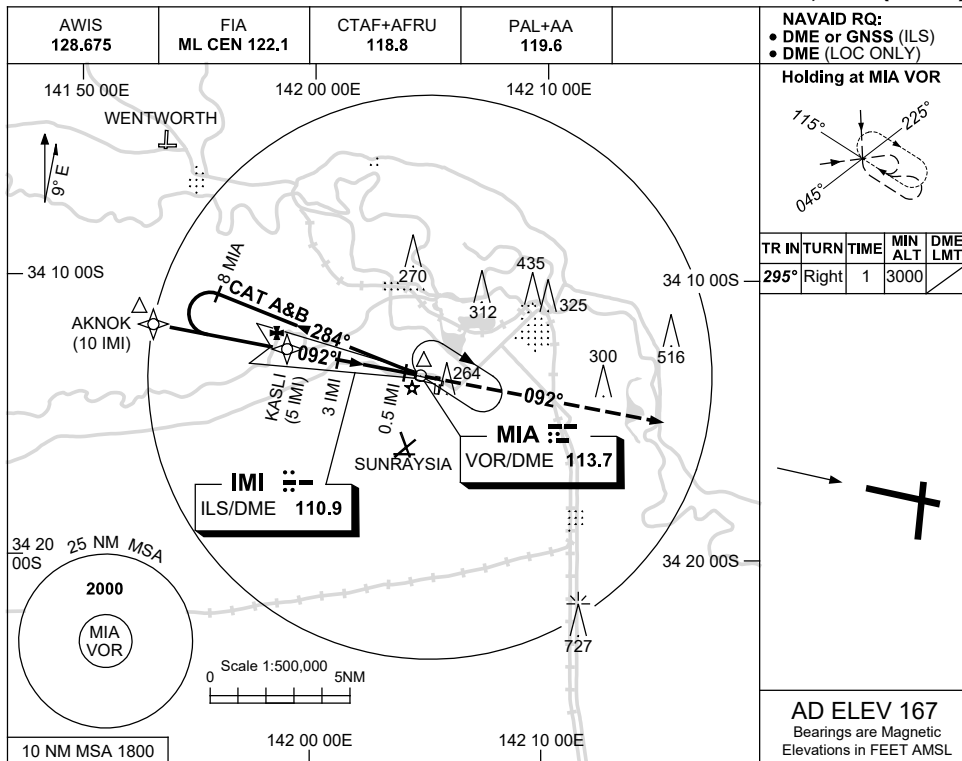 AWIS
128.675
FIA
ML CEN 122.1
CTAF+AFRU
118.8
PAL+AA
119.6
NAVAID RQ:
• DME or GNSS (ILS)
• DME (LOC ONLY)
141 50 00E
142 00 00E
142 10 00E
WENTWORTH
9° E
Holding at MIA VOR
115°
225°
045°
TR IN TURN TIME MIN ALT DME LMT
295° Right 1 3000
34 10 00S
34 10 00S
8 MIA
CAT A&B
284°
270
435
312
325
AKNOK
(10 IMI)
516
300
092°
264
KASLI
(5 IMI)
3 IMI
0.5 IMI
092°
MIA
VOR/DME 113.7
SUNRAYSIA
IMI
ILS/DME 110.9
34 20
00S
25 NM MSA
34 20 00S
2000
MIA
VOR
727
Scale 1:500,000
0 5NM
AD ELEV 167
Bearings are Magnetic
Elevations in FEET AMSL
10 NM MSA 1800
142 00 00E
142 10 00E